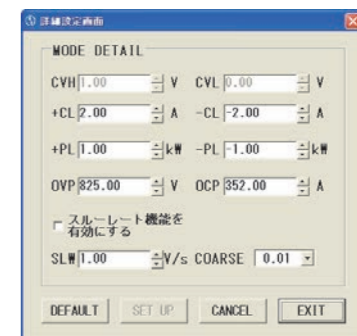 詳細設定画面
MODE DETAIL
CVH 1.00 V CVL 0.00 V
+CL 2.00 A -CL -2.00 A
+PL 1.00 kW -PL -1.00 kW
OVP 825.00 V OCP 352.00 A
スルーレート機能を
有効にする
SLW 1.00 V/s COARSE 0.01
DEFAULT SET UP CANCEL EXIT